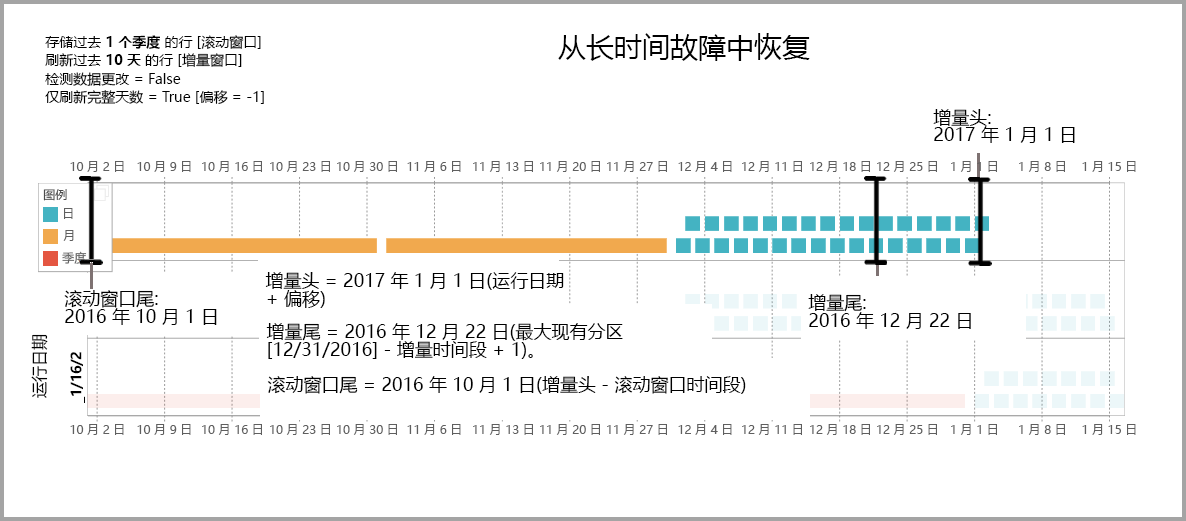 存储过去 1 个季度 的行 [滚动窗口]
刷新过去 10 天 的行 [增量窗口]
检测数据更改 = False
仅刷新完整天数 = True [偏移 = -1]
从长时间故障中恢复
增量头:
2017 年 1 月 1 日
10 月 2 日 10 月 9 日 10 月 16 日 10 月 23 日 10 月 30 日 11 月 6 日 11 月 13 日 11 月 20 日 11 月 27 日 12 月 4 日 12 月 11 日 12 月 18 日 12 月 25 日 1 月 1 日 1 月 8 日 1 月 15 日
图例
日
月
季度
滚动窗口尾:
2016 年 10 月 1 日
增量头 = 2017 年 1 月 1 日(运行日期
+ 偏移)
增量尾 = 2016 年 12 月 22 日(最大现有分区
[12/31/2016] - 增量时间段 + 1)。
滚动窗口尾 = 2016 年 10 月 1 日(增量头 - 滚动窗口时间段)
增量尾:
2016 年 12 月 22 日
运行日期
1/16/2
10 月 2 日 10 月 9 日 10 月 16 日 10 月 23 日 10 月 30 日 11 月 6 日 11 月 13 日 11 月 20 日 11 月 27 日 12 月 4 日 12 月 11 日 12 月 18 日 12 月 25 日 1 月 1 日 1 月 8 日 1 月 15 日